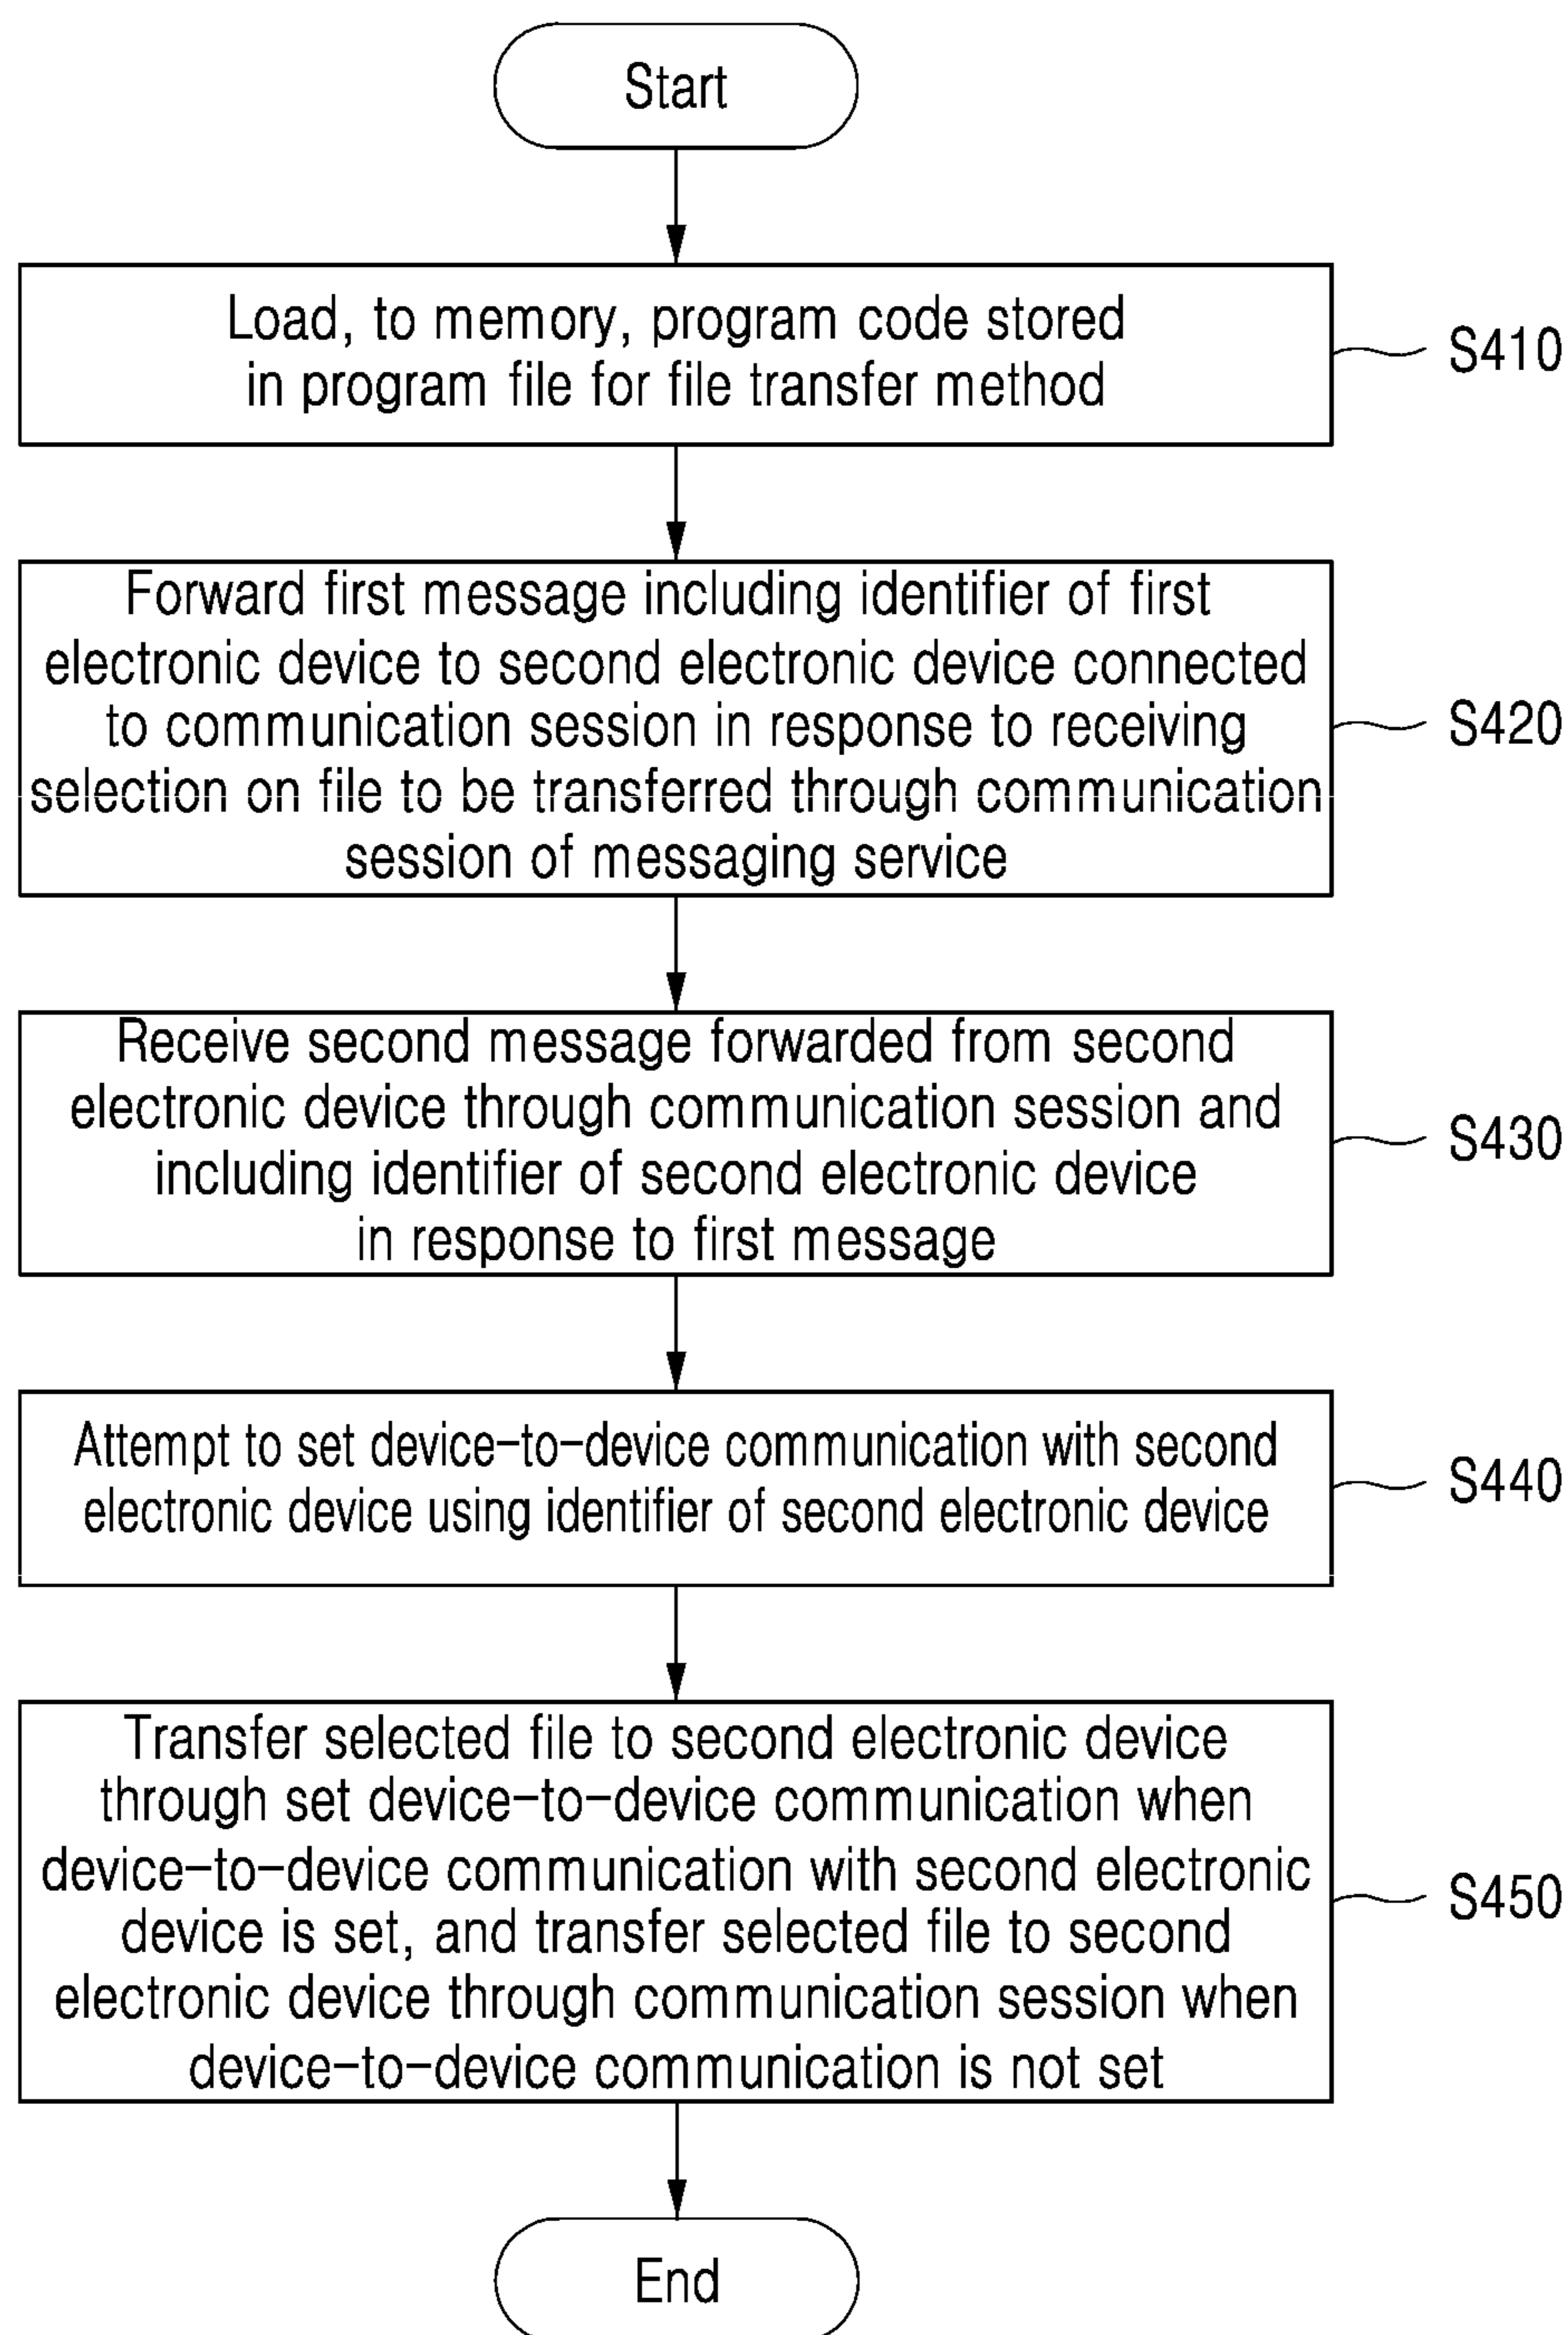 Start
Load, to memory, program code stored
in program file for file transfer method
S410
Forward first message including identifier of first
electronic device to second electronic device connected
to communication session in response to receiving
selection on file to be transferred through communication
session of messaging service
S420
Receive second message forwarded from second
electronic device through communication session and
including identifier of second electronic device
in response to first message
S430
Attempt to set device-to-device communication with second
electronic device using identifier of second electronic device
S440
Transfer selected file to second electronic device
through set device-to-device communication when
device-to-device communication with second electronic
device is set, and transfer selected file to second
electronic device through communication session when
device-to-device communication is not set
S450
End